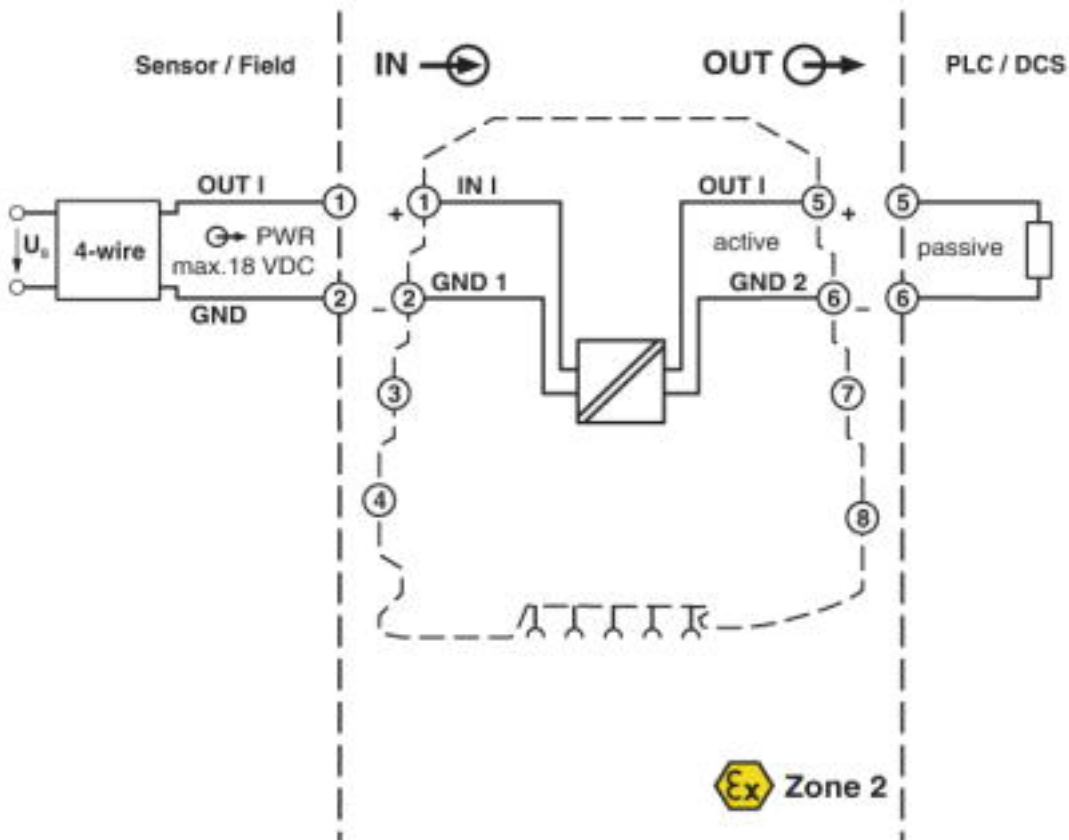 Sensor / Field
IN
OUT
PLC / DCS
OUT I
1
+
1
IN I
OUT I
5
+
5
Us
4-wire
PWR
max.18 VDC
active
passive
GND
2
–
2
GND 1
GND 2
6
–
6
3
7
4
8
Ex Zone 2